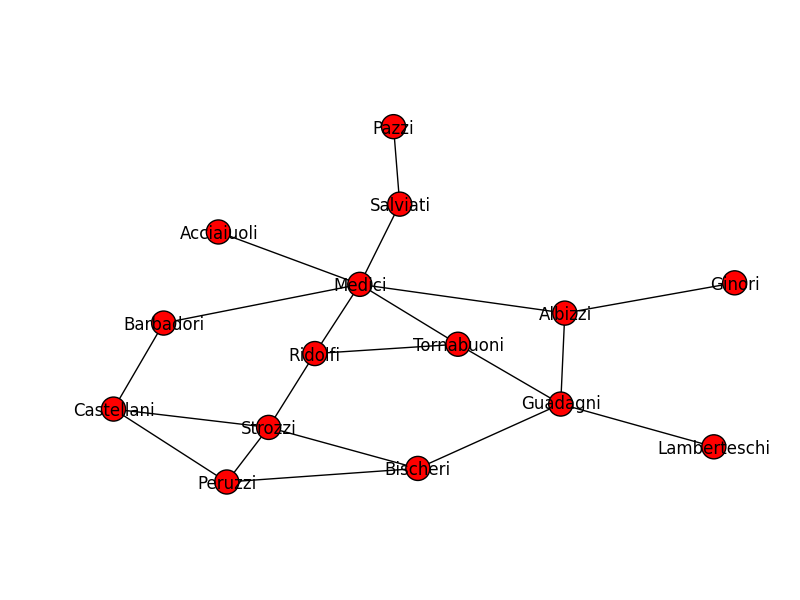 Pazzi
Salviati
Acciaiuoli
Medici
Ginori
Albizzi
Barbadori
Ridolfi
Tornabuoni
Guadagni
Castellani
Strozzi
Lamberteschi
Bischeri
Peruzzi